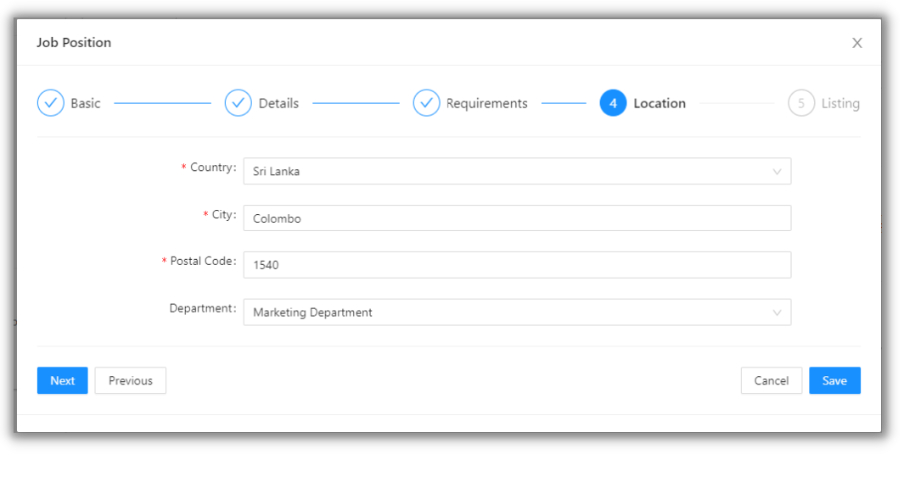 Job Position
Basic Details Requirements 4 Location 5 Listing
* Country: Sri Lanka
* City: Colombo
* Postal Code: 1540
Department: Marketing Department
Next Previous Cancel Save